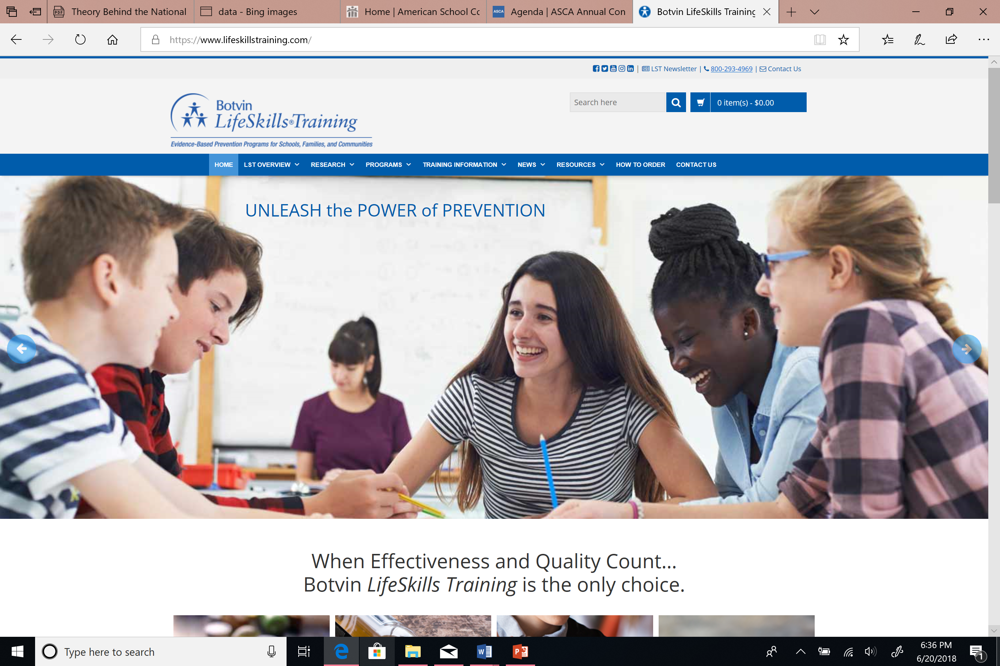 PDF Theory Behind the National
data - Bing images
Home | American School Cc
ASCA Agenda | ASCA Annual Con
Botvin LifeSkills Training
https://www.lifeskillstraining.com/
| LST Newsletter | 800-293-4969 | Contact Us
Botvin
LifeSkills®Training
Evidence-Based Prevention Programs for Schools, Families, and Communities
Search here
0 item(s) - $0.00
HOME LST OVERVIEW RESEARCH PROGRAMS TRAINING INFORMATION NEWS RESOURCES HOW TO ORDER CONTACT US
UNLEASH the POWER of PREVENTION
When Effectiveness and Quality Count...
Botvin LifeSkills Training is the only choice.
Type here to search
6:36 PM
6/20/2018
1